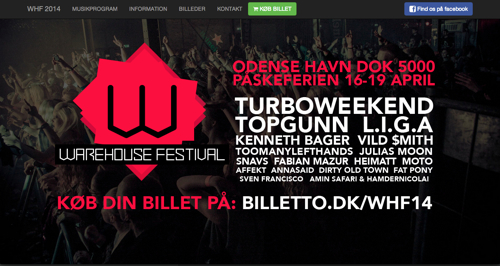 WHF 2014 MUSIKPROGRAM INFORMATION BILLEDER KONTAKT KØB BILLET Find os på facebook
ODENSE HAVN DOK 5000
PÅSKEFERIEN 16-19 APRIL
W
WAREHOUSE FESTIVAL
TURBOWEEKEND
TOPGUNN L.I.G.A
KENNETH BAGER VILD SMITH
TOOMANYLEFTHANDS JULIAS MOON
SNAVS FABIAN MAZUR HEIMATT MOTO
AFFEKT ANNASAID DIRTY OLD TOWN FAT PONY
SVEN FRANCISCO AMIN SAFARI & HAMDERNICOLAI
KØB DIN BILLET PÅ: BILLETTO.DK/WHF14